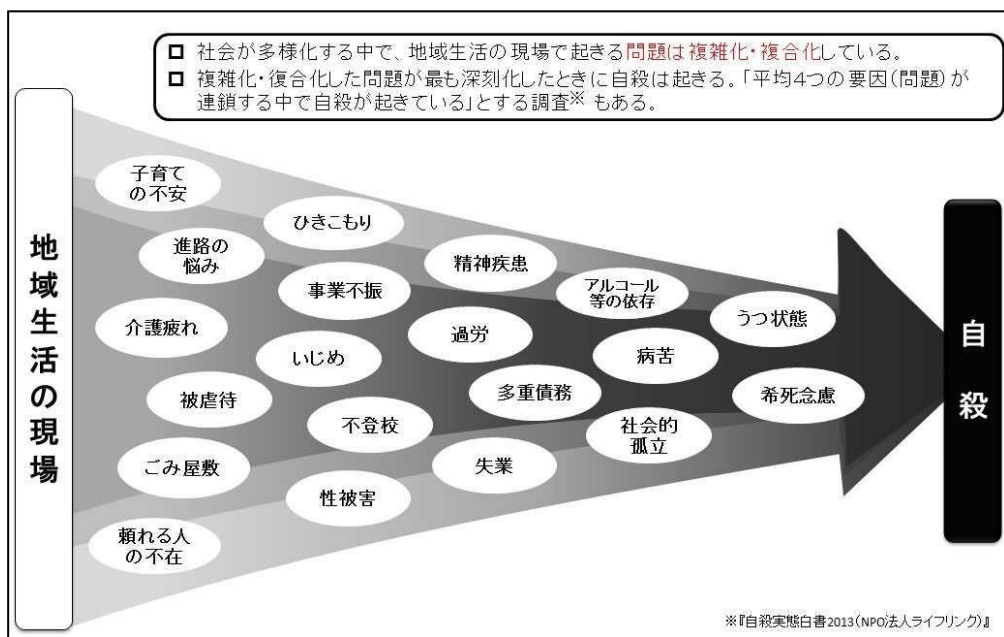 □ 社会が多様化する中で、地域生活の現場で起きる問題は複雑化・複合化している。
□ 複雑化・復合化した問題が最も深刻化したときに自殺は起きる。「平均4つの要因(問題)が
連鎖する中で自殺が起きている」とする調査※ もある。
地域生活の現場
子育て
の不安
進路の
悩み
介護疲れ
被虐待
ごみ屋敷
頼れる人
の不在
ひきこもり
事業不振
いじめ
不登校
性被害
精神疾患
過労
多重債務
失業
アルコール
等の依存
病苦
社会的
孤立
うつ状態
希死念慮
自殺
※『自殺実態白書2013(NPO法人ライフリンク)』